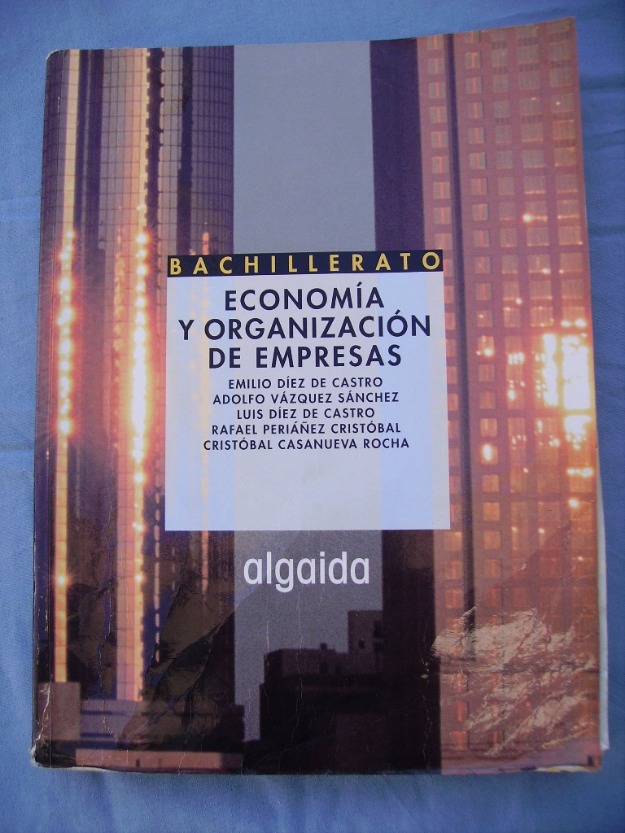 BACHILLERATO
ECONOMÍA
Y ORGANIZACIÓN
DE EMPRESAS
EMILIO DÍEZ DE CASTRO
ADOLFO VÁZQUEZ SÁNCHEZ
LUIS DÍEZ DE CASTRO
RAFAEL PERIÁÑEZ CRISTÓBAL
CRISTÓBAL CASANUEVA ROCHA
algaida